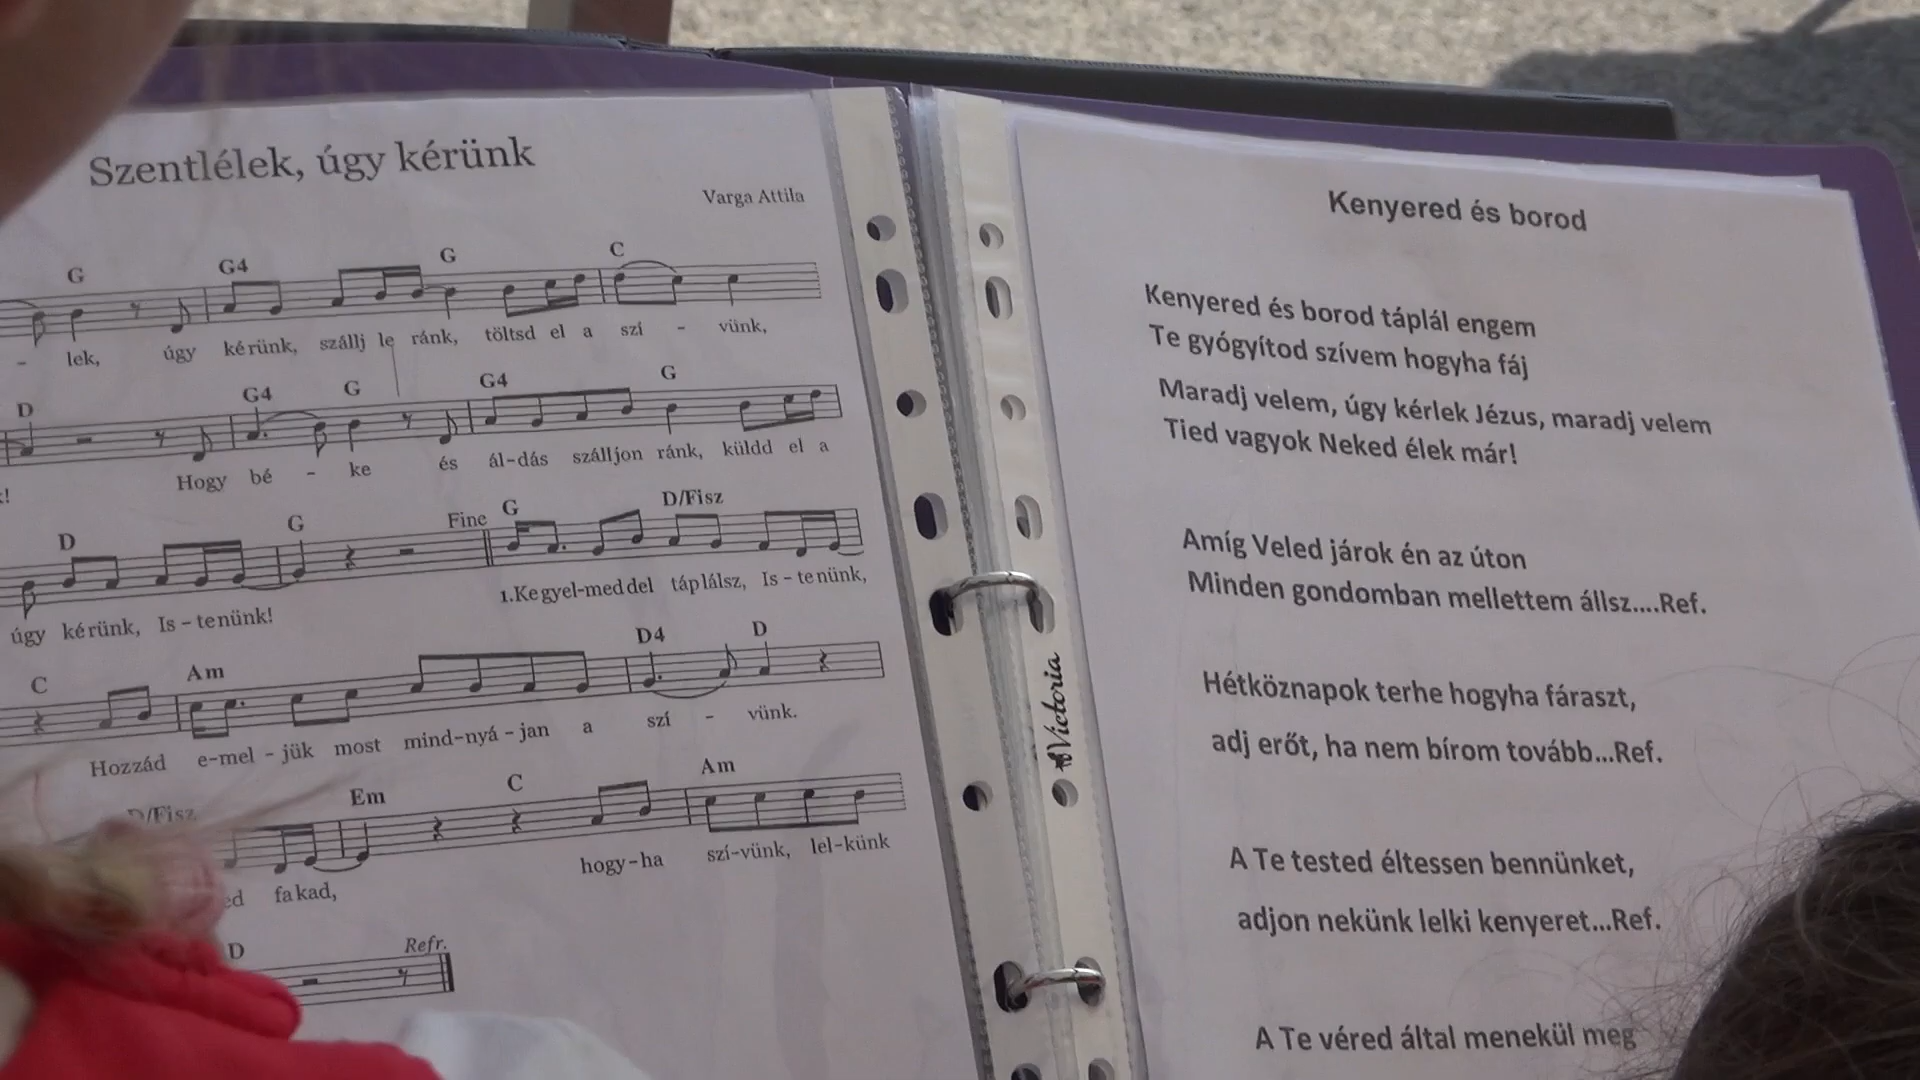 Szentlélek, úgy kérünk
Varga Attila
G G4 G C
- lek, úgy kérünk, szállj le ránk, töltsd el a szí - vünk,
D G4 G G4 G
Hogy bé - ke és ál-dás szálljon ránk, küldd el a
D G Fine G D/Fisz
úgy kérünk, Is-tenünk! 1.Kegyel-meddel táplálsz, Is-tenünk,
C Am D4 D
Hozzád e-mel-jük most mind-nyá-jan a szí - vünk.
D/Fisz Em C Am
fakad, hogy-ha szí-vünk, lel-künk
D Refr.
Victoria
Kenyered és borod
Kenyered és borod táplál engem
Te gyógyítod szívem hogyha fáj
Maradj velem, úgy kérlek Jézus, maradj velem
Tied vagyok Neked élek már!
Amíg Veled járok én az úton
Minden gondomban mellettem állsz....Ref.
Hétköznapok terhe hogyha fáraszt,
adj erőt, ha nem bírom tovább...Ref.
A Te tested éltessen bennünket,
adjon nekünk lelki kenyeret...Ref.
A Te véred által menekül meg